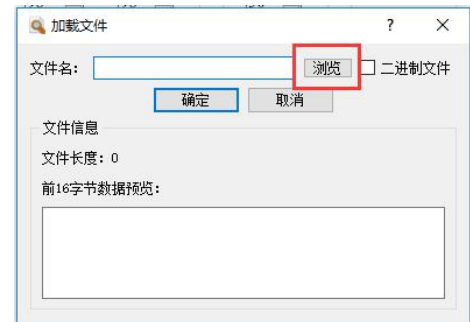 加载文件
文件名：
浏览
二进制文件
确定
取消
文件信息
文件长度：0
前16字节数据预览：